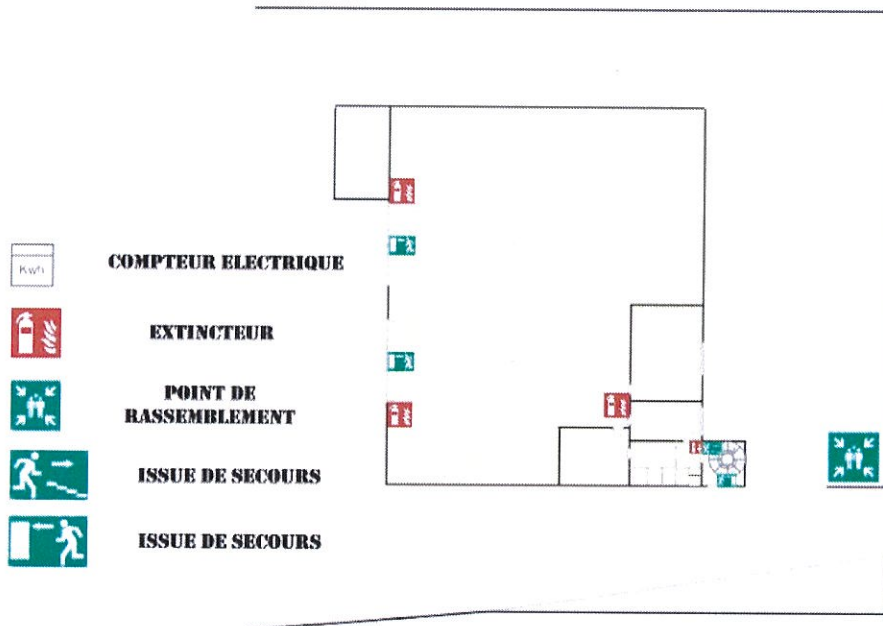 Kwh
COMPTEUR ELECTRIQUE
EXTINCTEUR
POINT DE
RASSEMBLEMENT
ISSUE DE SECOURS
ISSUE DE SECOURS